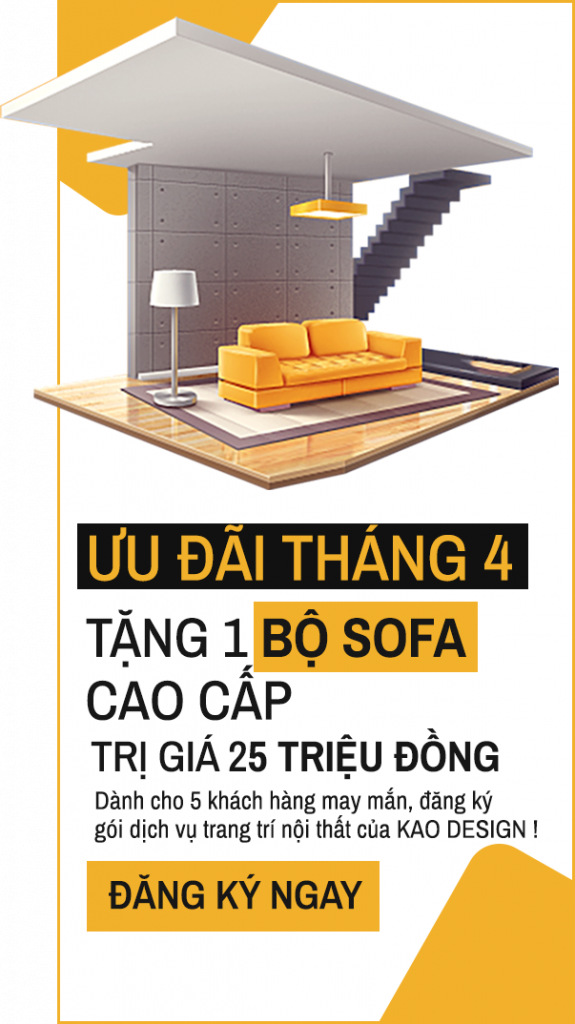 ƯU ĐÃI THÁNG 4
TẶNG 1 BỘ SOFA
CAO CẤP
TRỊ GIÁ 25 TRIỆU ĐỒNG
Dành cho 5 khách hàng may mắn, đăng ký
gói dịch vụ trang trí nội thất của KAO DESIGN !
ĐĂNG KÝ NGAY